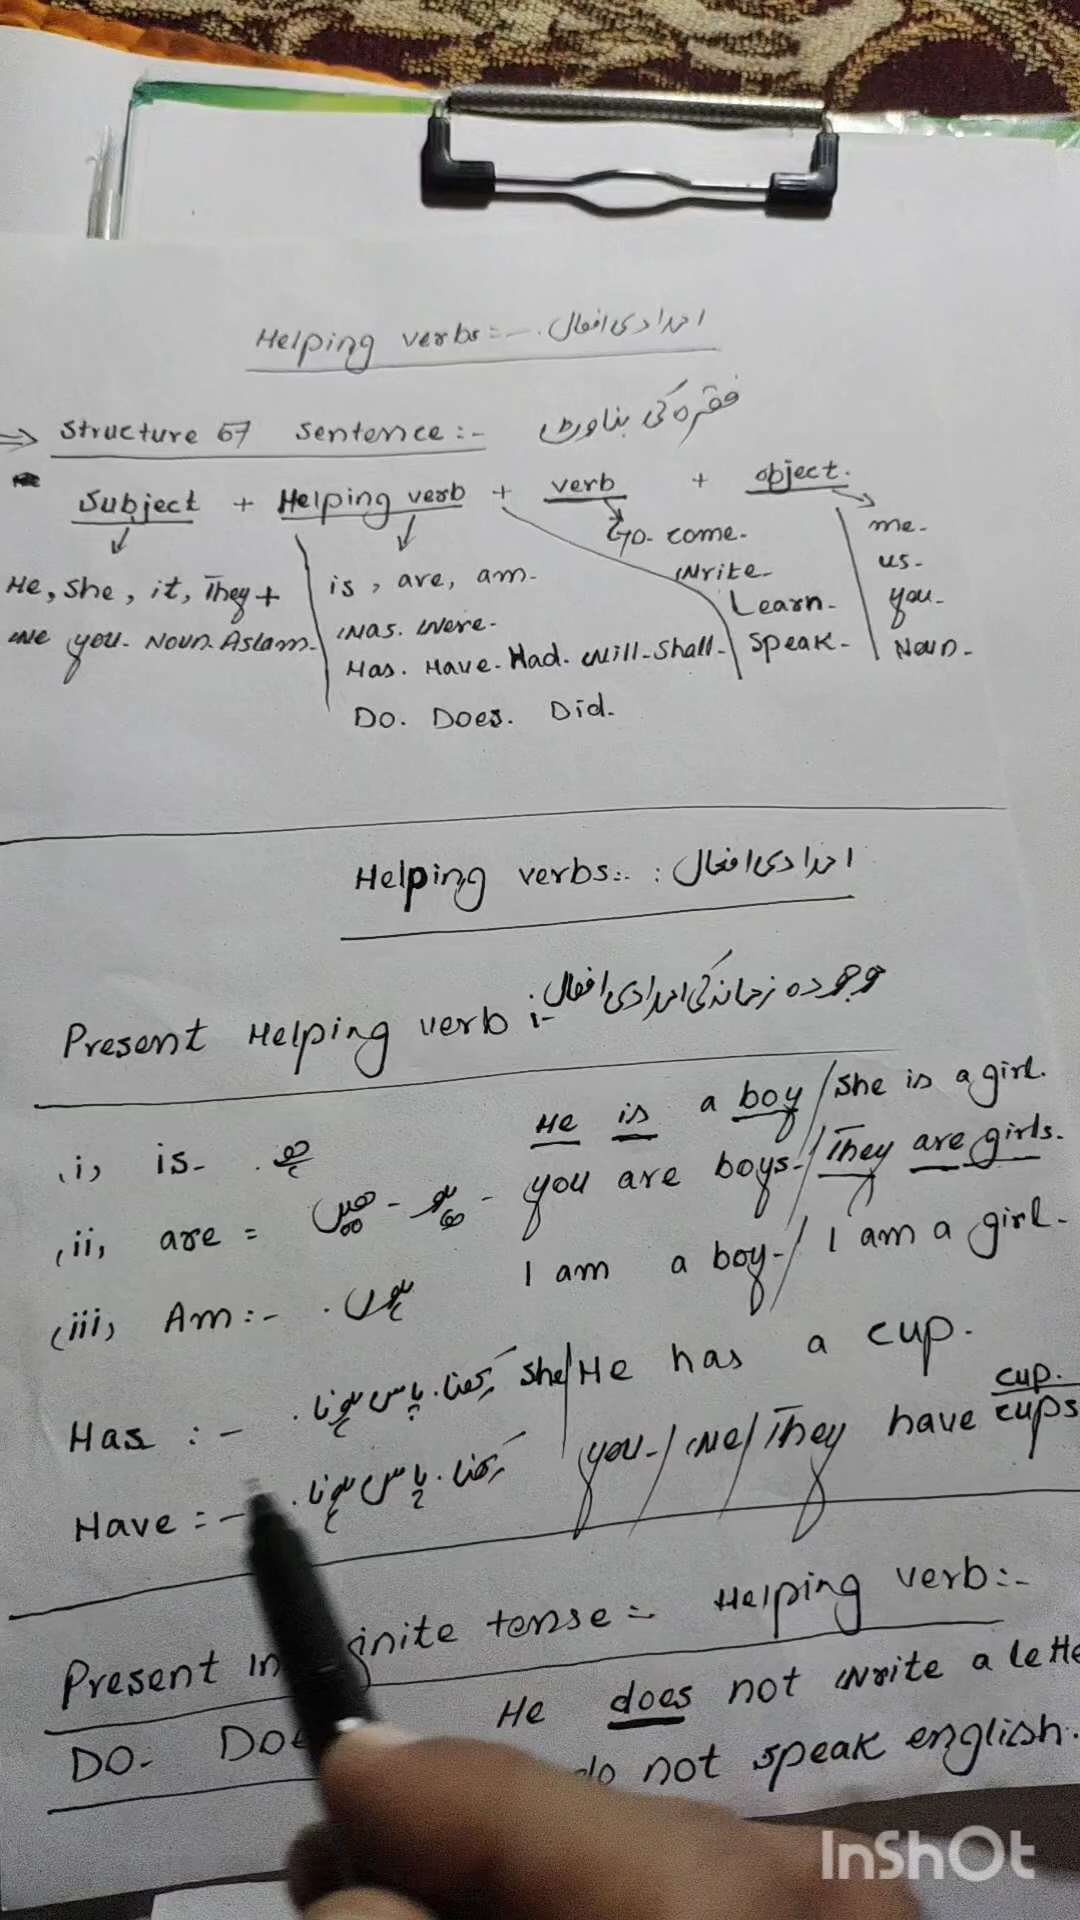 Helping verbs:- امدادی افعال
⇒ Structure of sentence:- فقرہ کی بناوٹ
Subject + Helping verb + verb + object.
He, She, it, They + is, are, am- Go. come. me-
we you- Noun. Aslam- was. were- write- us-
Has. Have- Had. will- shall- Learn- you-
Do. Does. Did. speak- Noun-
Helping verbs:- امدادی افعال
Present Helping verb :- موجودہ زمانہ کی امدادی افعال
(i) is- ہے He is a boy / She is a girl.
(ii) are = ہیں - ہو - you are boys- / They are girls.
(iii) Am :- ہوں I am a boy- / I am a girl-
Has :- رکھنا. پاس ہونا. She/He has a cup.
Have :- رکھنا. پاس ہونا. you- / we / They have cup. cups
Present in inite tense = Helping verb:-
DO. He does not write a
do not speak english.
InShOt